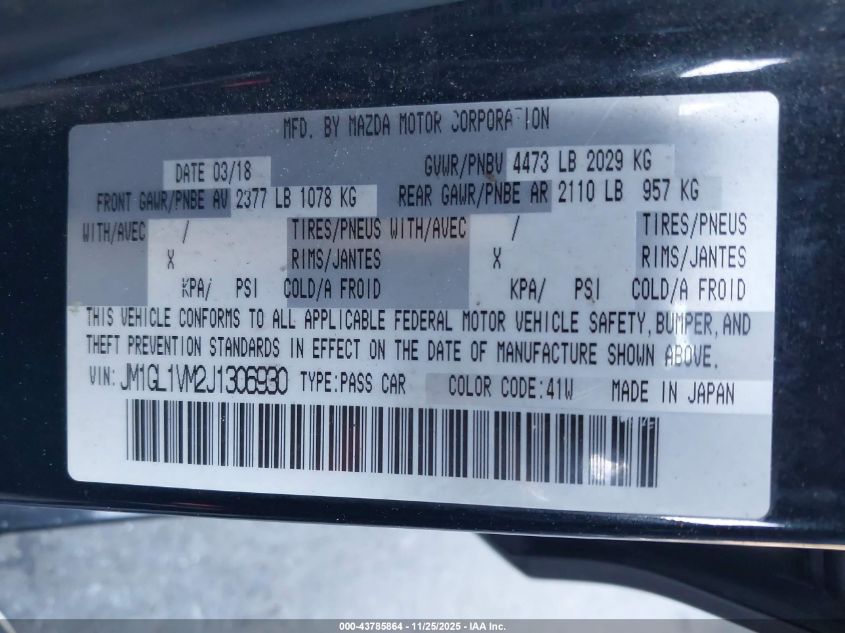 MFD. BY MAZDA MOTOR CORPORATION
DATE 03/18 GVWR/PNBV 4473 LB 2029 KG
FRONT GAWR/PNBE AV 2377 LB 1078 KG REAR GAWR/PNBE AR 2110 LB 957 KG
WITH/AVEC / TIRES/PNEUS WITH/AVEC / TIRES/PNEUS
X RIMS/JANTES X RIMS/JANTES
KPA/ PSI COLD/A FROID KPA/ PSI COLD/A FROID
THIS VEHICLE CONFORMS TO ALL APPLICABLE FEDERAL MOTOR VEHICLE SAFETY, BUMPER, AND
THEFT PREVENTION STANDARDS IN EFFECT ON THE DATE OF MANUFACTURE SHOWN ABOVE.
VIN: JM1GL1VM2J1306930 TYPE:PASS CAR COLOR CODE:41W MADE IN JAPAN
000-43785864 - 11/25/2025 - IAA Inc.